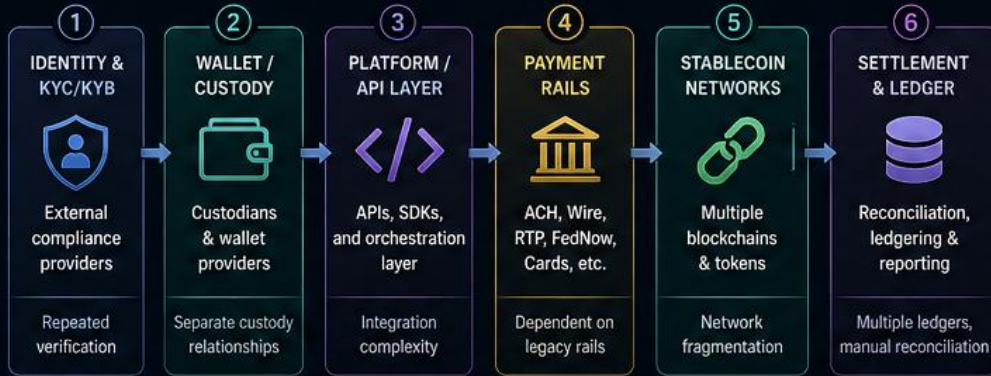 1
IDENTITY &
KYC/KYB
External
compliance
providers
Repeated
verification
2
WALLET /
CUSTODY
Custodians
& wallet
providers
Separate custody
relationships
3
PLATFORM /
API LAYER
</>
APIs, SDKs,
and orchestration
layer
Integration
complexity
4
PAYMENT
RAILS
ACH, Wire,
RTP, FedNow,
Cards, etc.
Dependent on
legacy rails
5
STABLECOIN
NETWORKS
Multiple
blockchains
& tokens
Network
fragmentation
6
SETTLEMENT
& LEDGER
Reconciliation,
ledgering &
reporting
Multiple ledgers,
manual reconciliation